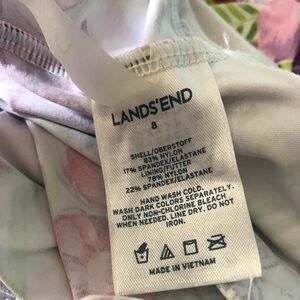 LANDS'END
8
SHELL/OBERSTOFF
83% NYLON
17% SPANDEX/ELASTANE
LINING/FUTTER
78% NYLON
22% SPANDEX/ELASTANE
HAND WASH COLD.
WASH DARK COLORS SEPARATELY.
ONLY NON-CHLORINE BLEACH
WHEN NEEDED. LINE DRY. DO NOT
IRON.
MADE IN VIETNAM